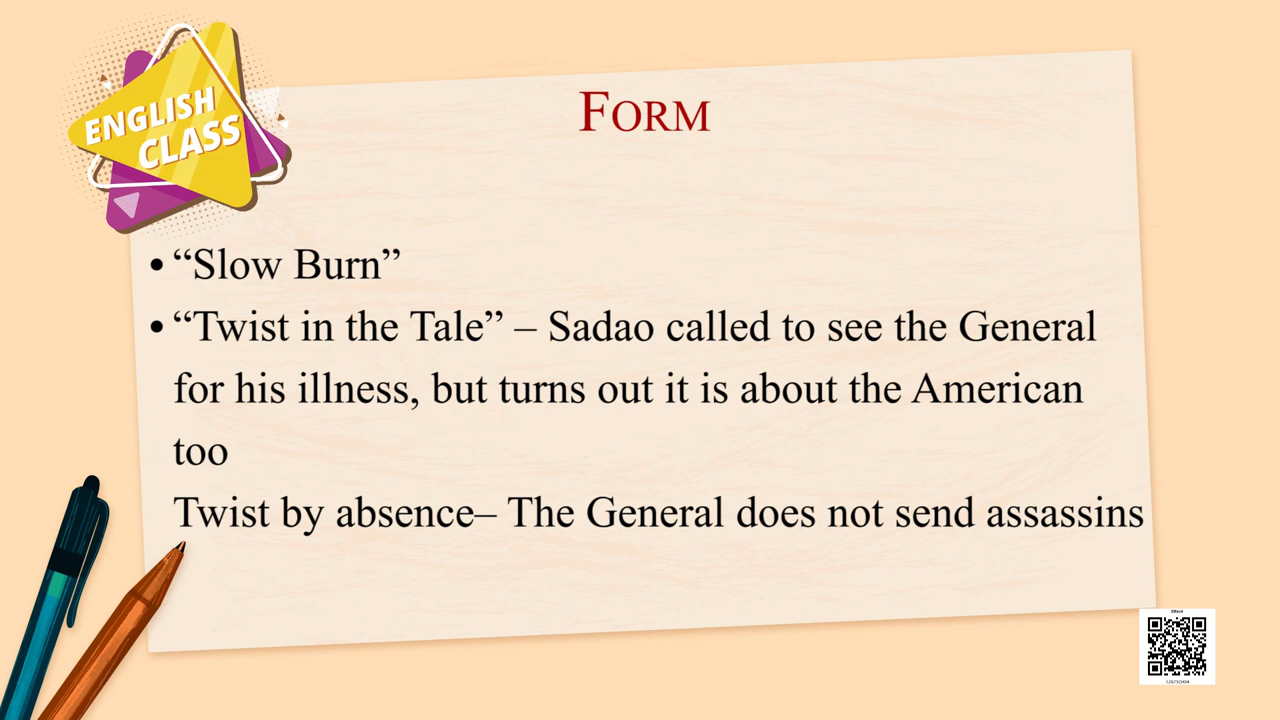 ENGLISH
CLASS
FORM
• “Slow Burn”
• “Twist in the Tale” – Sadao called to see the General
for his illness, but turns out it is about the American
too
Twist by absence– The General does not send assassins